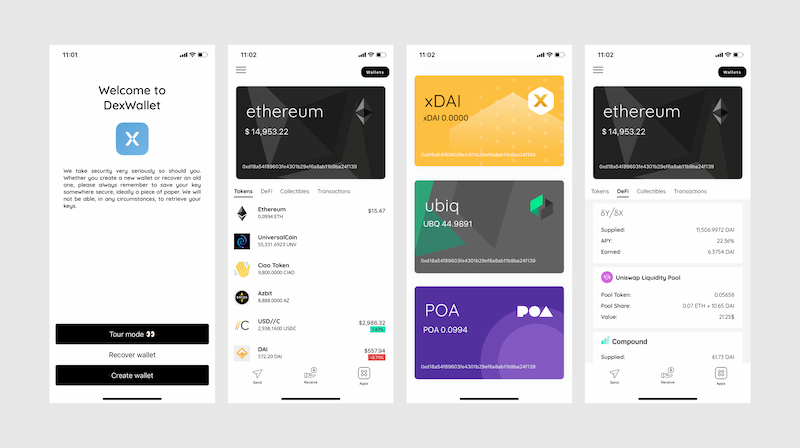 11:01
Welcome to
DexWallet
We take security very seriously so should you.
Whether you create a new wallet or recover an old
one, please always remember to save your key
somewhere secure, ideally a piece of paper. We will
not be able, in any circumstances, to retrieve your
keys.
Tour mode 👀
Recover wallet
Create wallet
11:02
Wallets
ethereum
$ 14,953.22
0xd18a54f89603fe4301b29ef6a8ab11b9ba24f139
Tokens DeFi Collectibles Transactions
Ethereum
0.0994 ETH
$15.47
UniversalCoin
55,331.6923 UNV
Ciao Token
9,800.0000 CIAO
Azbit
8,888.0000 AZ
USD//C
2,938.1600 USDC
$2,986.32
DAI
572.20 DAI
$557.94
-0.79%
Send Receive Apps
11:02
xDAI
xDAI 0.0000
0xd18a54f89603fe4301b29ef6a8ab11b9ba24f139
ubiq
UBQ 44.9891
0xd18a54f89603fe4301b29ef6a8ab11b9ba24f139
POA
POA
POA 0.0994
0xd18a54f89603fe4301b29ef6a8ab11b9ba24f139
11:02
Wallets
ethereum
$ 14,953.22
0xd18a54f89603fe4301b29ef6a8ab11b9ba24f139
Tokens DeFi Collectibles Transactions
δY/δX
Supplied: 11,506.9972 DAI
APY: 22.36%
Earned: 6.3754 DAI
Uniswap Liquidity Pool
Pool Token: 0.05658
Pool Share: 0.07 ETH + 10.65 DAI
Value: 21.25$
Compound
Supplied: 61.73 DAI
Send Receive Apps